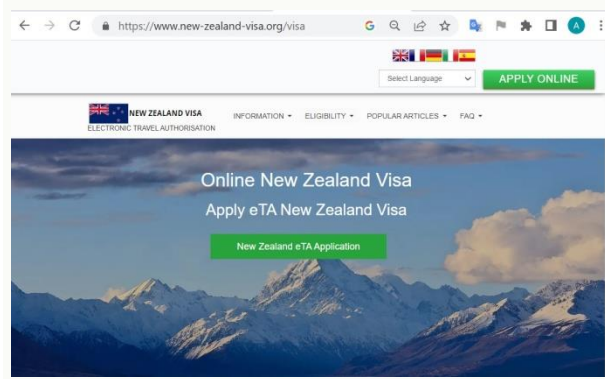 https://www.new-zealand-visa.org/visa
A
Select Language
APPLY ONLINE
NEW ZEALAND VISA
ELECTRONIC TRAVEL AUTHORISATION
INFORMATION
ELIGIBILITY
POPULAR ARTICLES
FAQ
Online New Zealand Visa
Apply eTA New Zealand Visa
New Zealand eTA Application